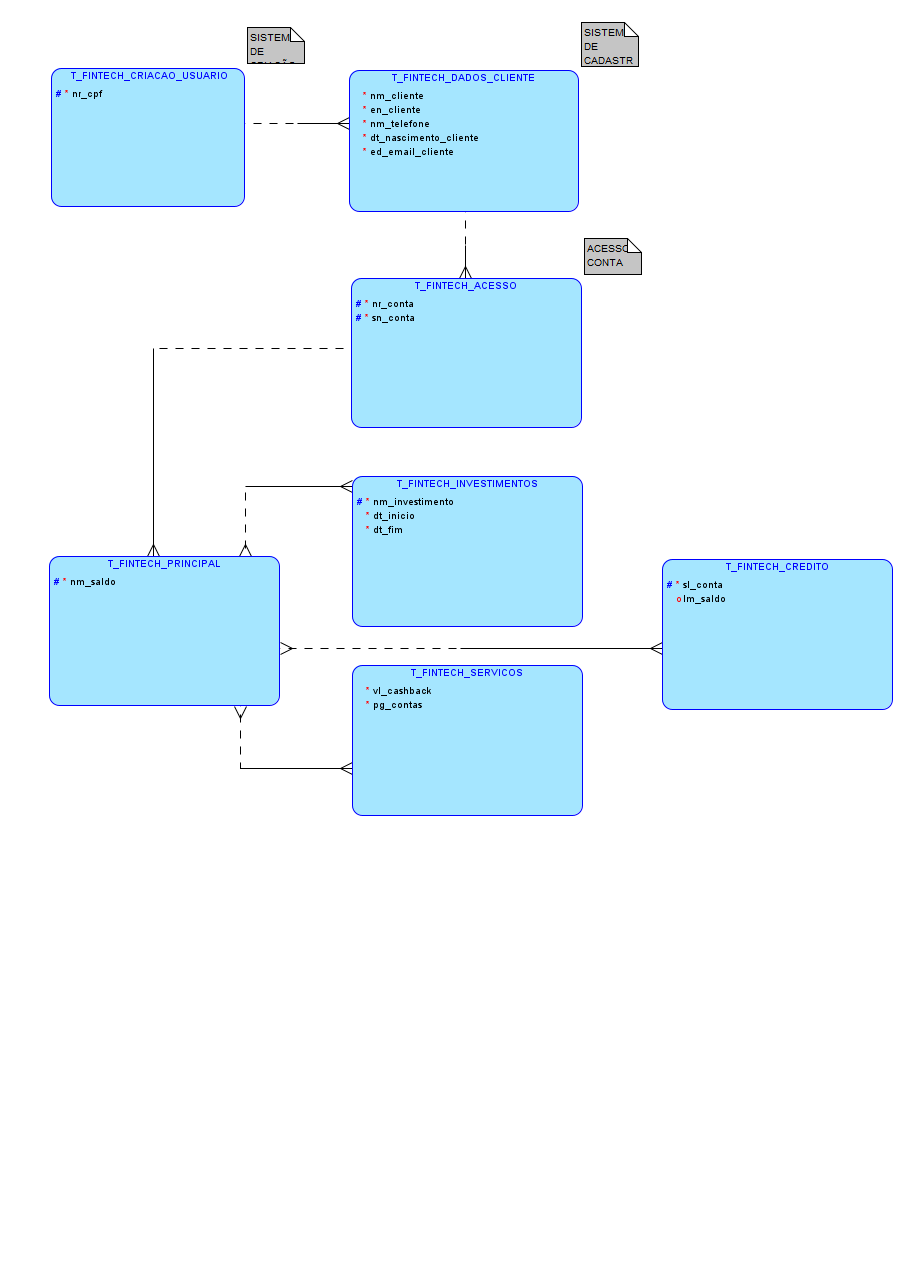 SISTEM
DE
SISTEM
DE
CADASTR
T_FINTECH_CRIACAO_USUARIO
# * nr_cpf
T_FINTECH_DADOS_CLIENTE
* nm_cliente
* en_cliente
* nm_telefone
* dt_nascimento_cliente
* ed_email_cliente
ACESSO
CONTA
T_FINTECH_ACESSO
# * nr_conta
# * sn_conta
T_FINTECH_INVESTIMENTOS
# * nm_investimento
* dt_inicio
* dt_fim
T_FINTECH_PRINCIPAL
# * nm_saldo
T_FINTECH_CREDITO
# * sl_conta
o lm_saldo
T_FINTECH_SERVICOS
* vl_cashback
* pg_contas